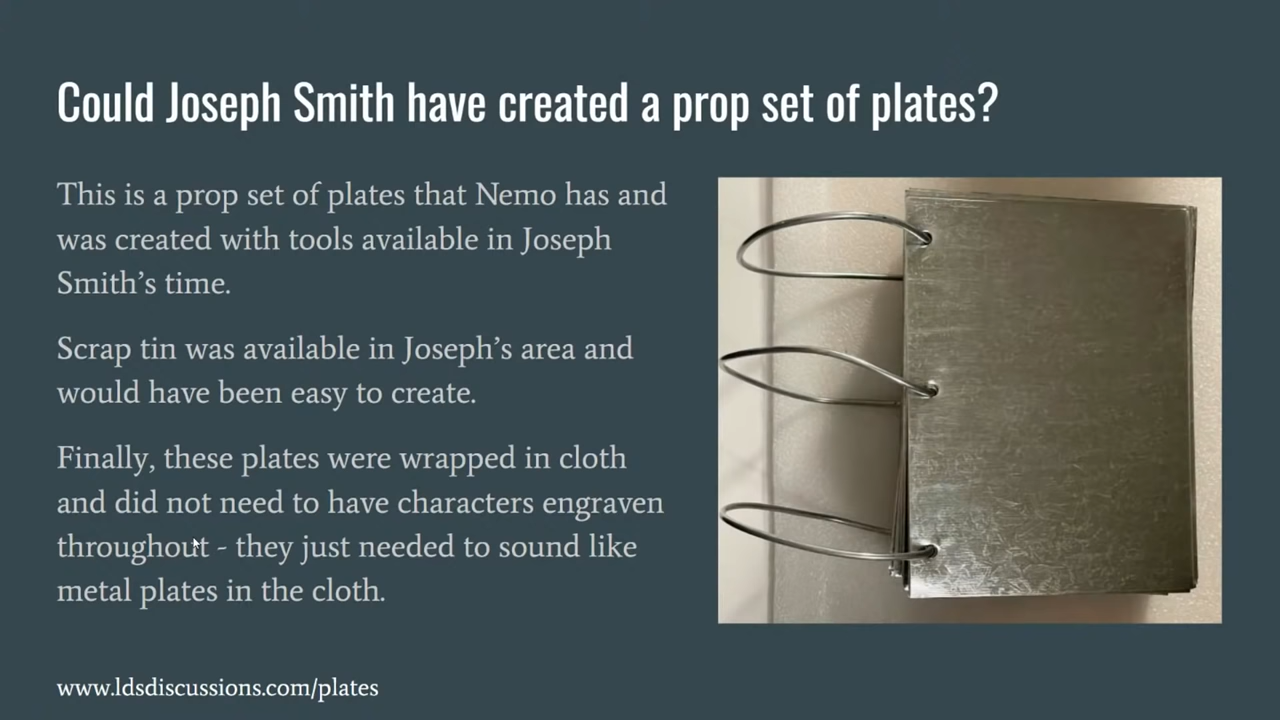 Could Joseph Smith have created a prop set of plates?
This is a prop set of plates that Nemo has and
was created with tools available in Joseph
Smith's time.
Scrap tin was available in Joseph's area and
would have been easy to create.
Finally, these plates were wrapped in cloth
and did not need to have characters engraven
throughout - they just needed to sound like
metal plates in the cloth.
www.ldsdiscussions.com/plates